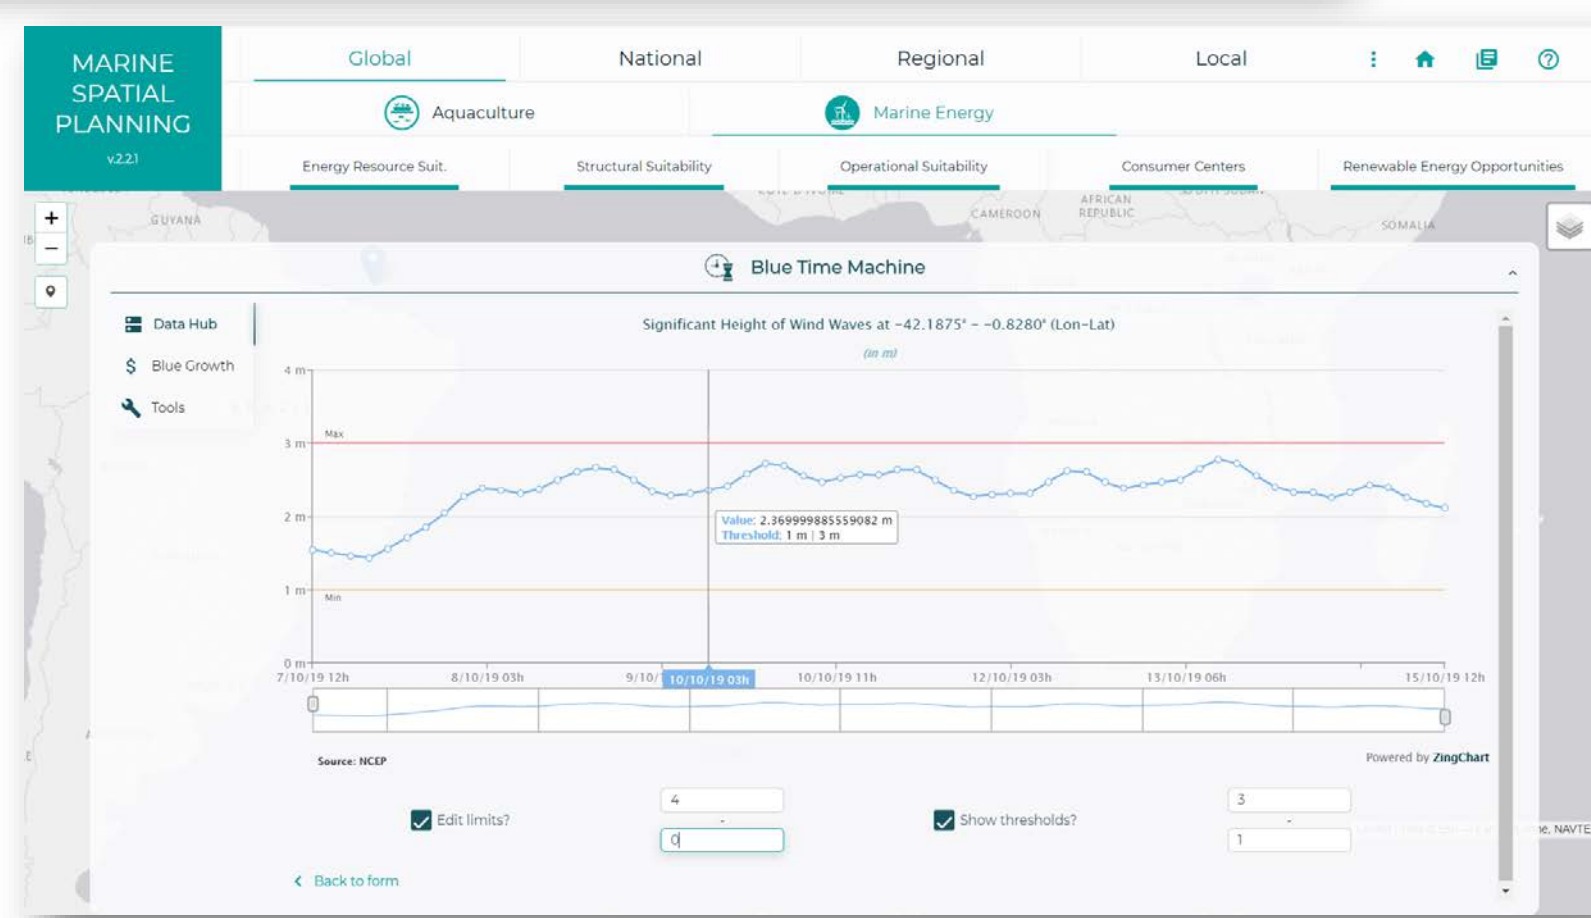 MARINE
SPATIAL
PLANNING
v.2.2.1
Global
National
Regional
Local
Aquaculture
Marine Energy
Energy Resource Suit.
Structural Suitability
Operational Suitability
Consumer Centers
Renewable Energy Opportunities
GUYANA
CAMEROON
AFRICAN
REPUBLIC
SOMALIA
+
−
Blue Time Machine
Data Hub
Blue Growth
Tools
Significant Height of Wind Waves at −42.1875° − −0.8280° (Lon−Lat)
(in m)
4 m
Max
3 m
2 m
Value: 2.369999885559082 m
Threshold: 1 m | 3 m
1 m
Min
0 m
7/10/19 12h
8/10/19 03h
9/10/
10/10/19 03h
10/10/19 11h
12/10/19 03h
13/10/19 06h
15/10/19 12h
Source: NCEP
Powered by ZingChart
Edit limits?
4
-
0
Show thresholds?
3
-
1
NAVTE
Back to form